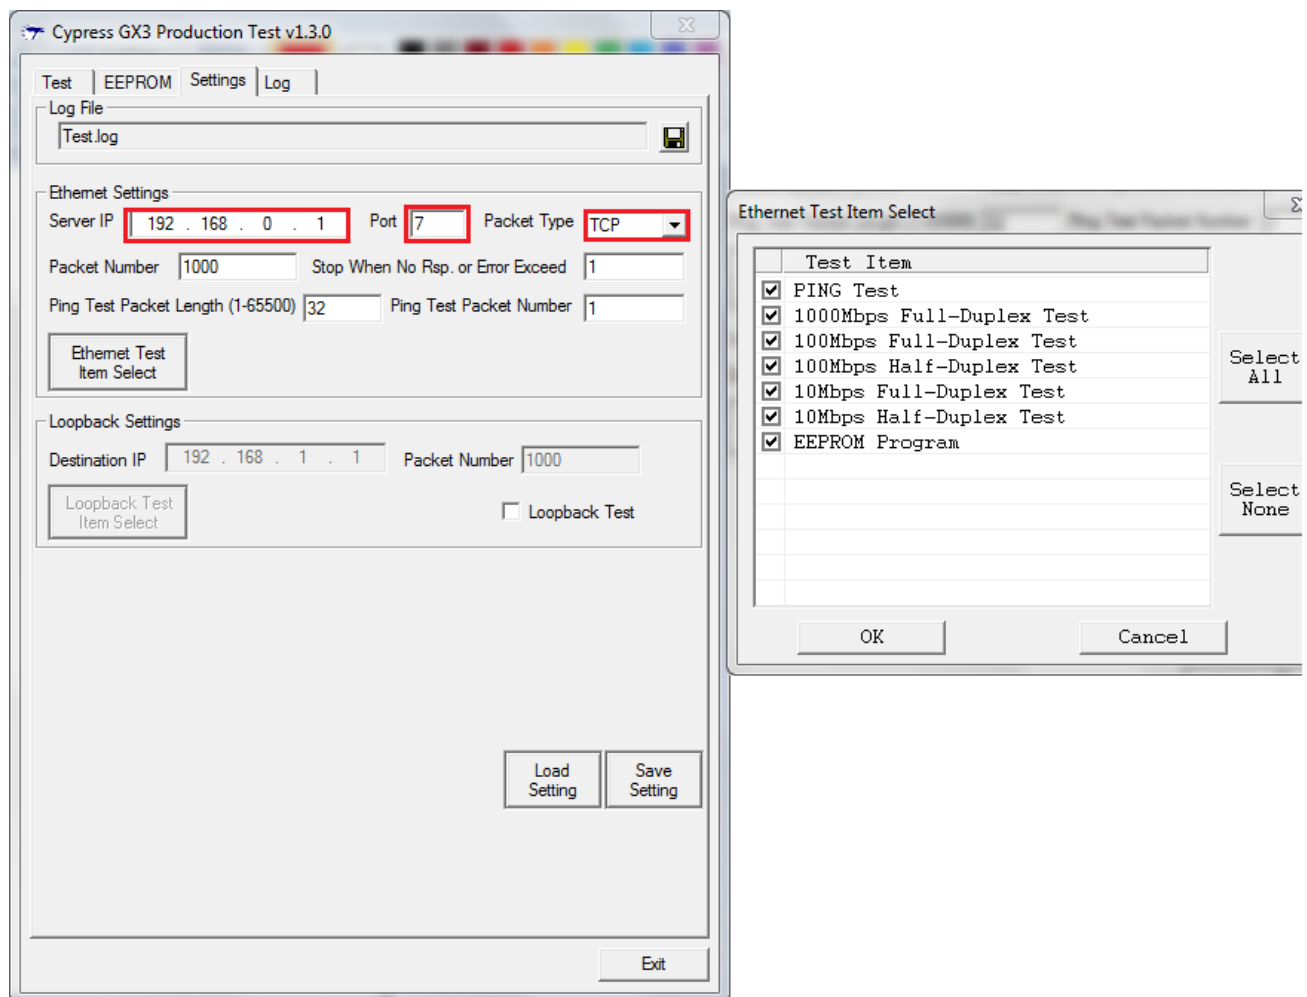 Cypress GX3 Production Test v1.3.0
Test EEPROM Settings Log
Log File
Test.log
Ethernet Settings
Server IP 192 . 168 . 0 . 1 Port 7 Packet Type TCP
Packet Number 1000 Stop When No Rsp. or Error Exceed 1
Ping Test Packet Length (1-65500) 32 Ping Test Packet Number 1
Ethernet Test
Item Select
Loopback Settings
Destination IP 192 . 168 . 1 . 1 Packet Number 1000
Loopback Test
Item Select
Loopback Test
Load
Setting
Save
Setting
Exit
Ethernet Test Item Select
Test Item
PING Test
1000Mbps Full-Duplex Test
100Mbps Full-Duplex Test
100Mbps Half-Duplex Test
10Mbps Full-Duplex Test
10Mbps Half-Duplex Test
EEPROM Program
Select
All
Select
None
OK Cancel